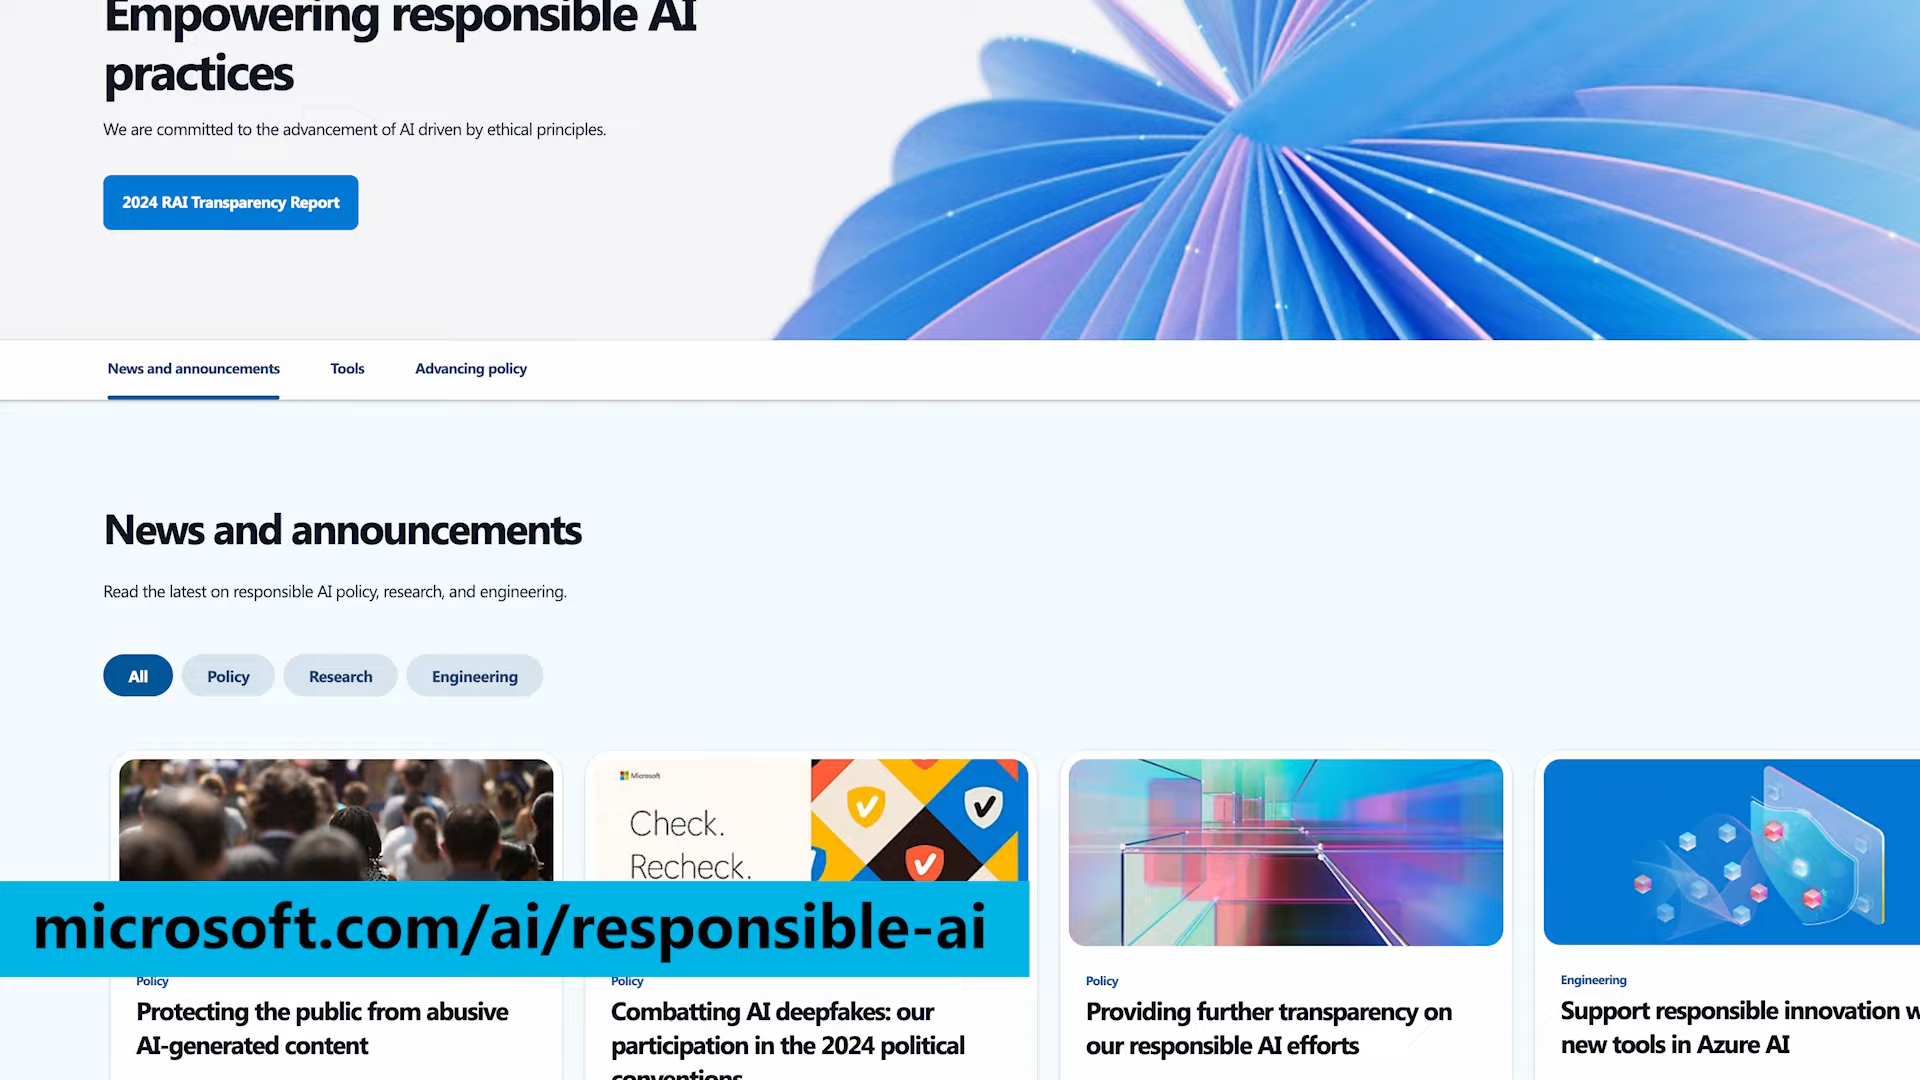 Empowering responsible AI
practices
We are committed to the advancement of AI driven by ethical principles.
2024 RAI Transparency Report
News and announcements
Tools
Advancing policy
News and announcements
Read the latest on responsible AI policy, research, and engineering.
All
Policy
Research
Engineering
Microsoft
Check.
Recheck.
microsoft.com/ai/responsible-ai
Policy
Protecting the public from abusive
AI-generated content
Policy
Combatting AI deepfakes: our
participation in the 2024 political
conventions
Policy
Providing further transparency on
our responsible AI efforts
Engineering
Support responsible innovation
new tools in Azure AI